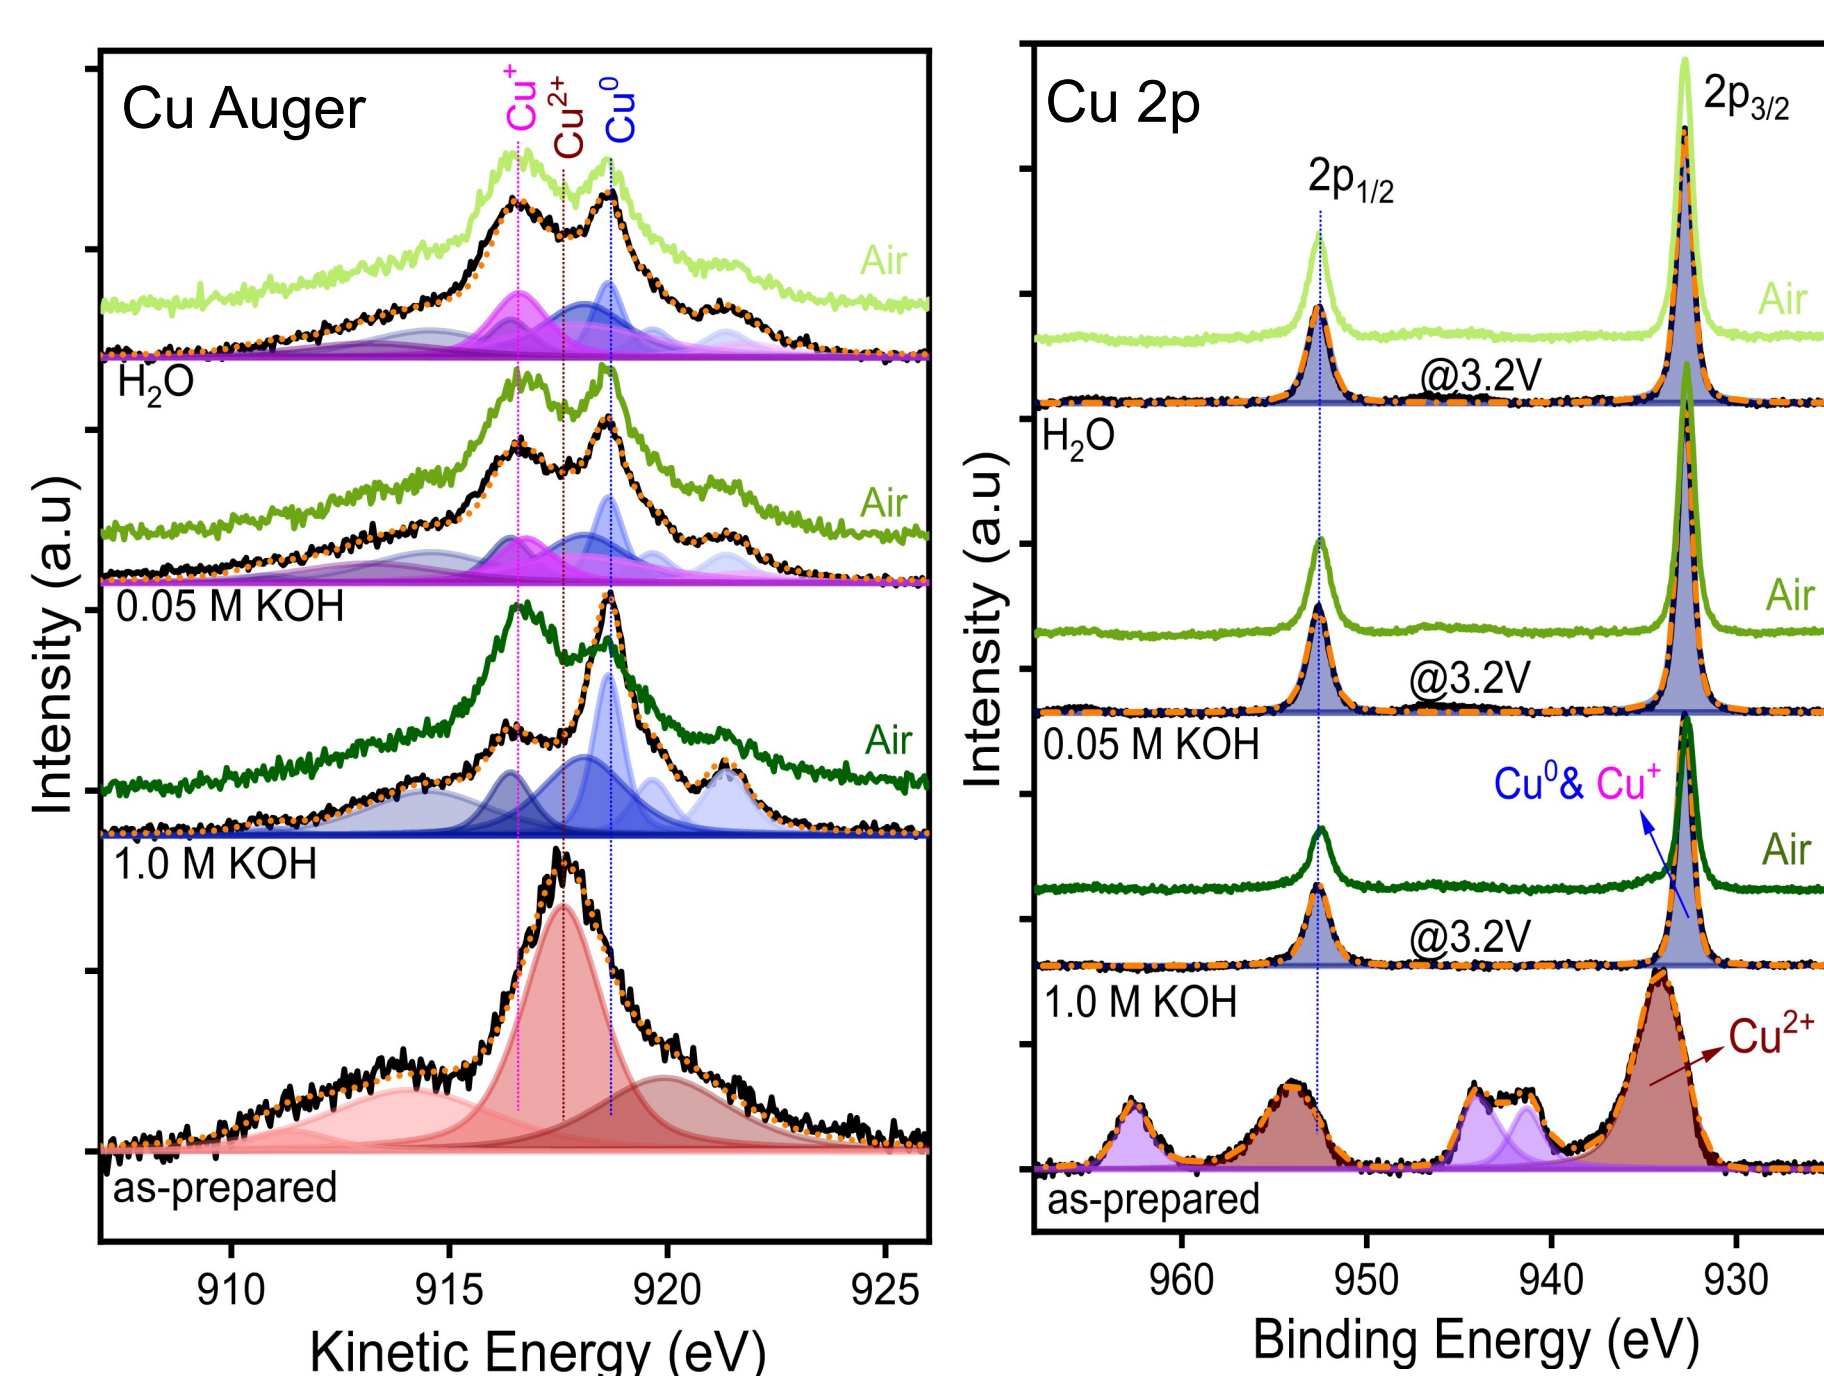 Cu Auger
Cu⁺
Cu²⁺
Cu⁰
Air
H₂O
Air
0.05 M KOH
Air
1.0 M KOH
as-prepared
910
915
920
925
Kinetic Energy (eV)
Intensity (a.u)
Cu 2p
2p₃/₂
2p₁/₂
Air
@3.2V
H₂O
Air
@3.2V
0.05 M KOH
Cu⁰& Cu⁺
Air
@3.2V
1.0 M KOH
Cu²⁺
as-prepared
960
950
940
930
Binding Energy (eV)
Intensity (a.u)